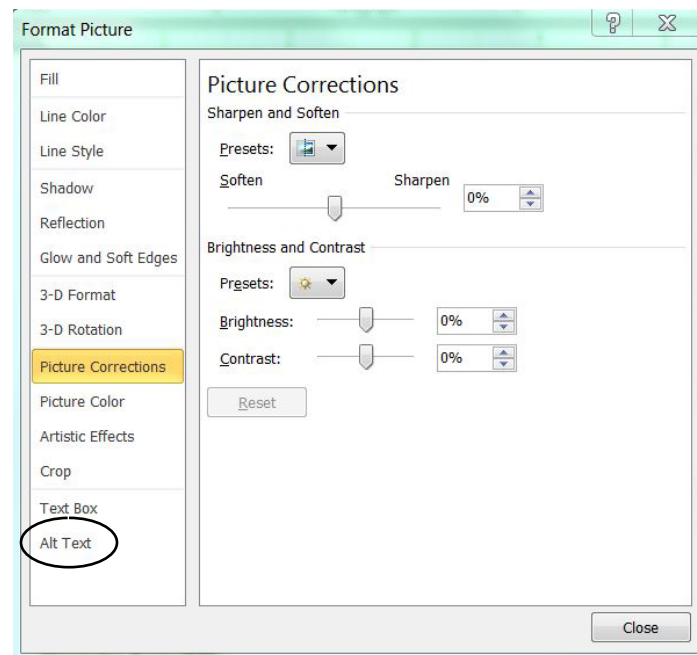 Format Picture
Fill
Line Color
Line Style
Shadow
Reflection
Glow and Soft Edges
3-D Format
3-D Rotation
Picture Corrections
Picture Color
Artistic Effects
Crop
Text Box
Alt Text
Picture Corrections
Sharpen and Soften
Presets:
Soften Sharpen
0%
Brightness and Contrast
Presets:
Brightness: 0%
Contrast: 0%
Reset
Close